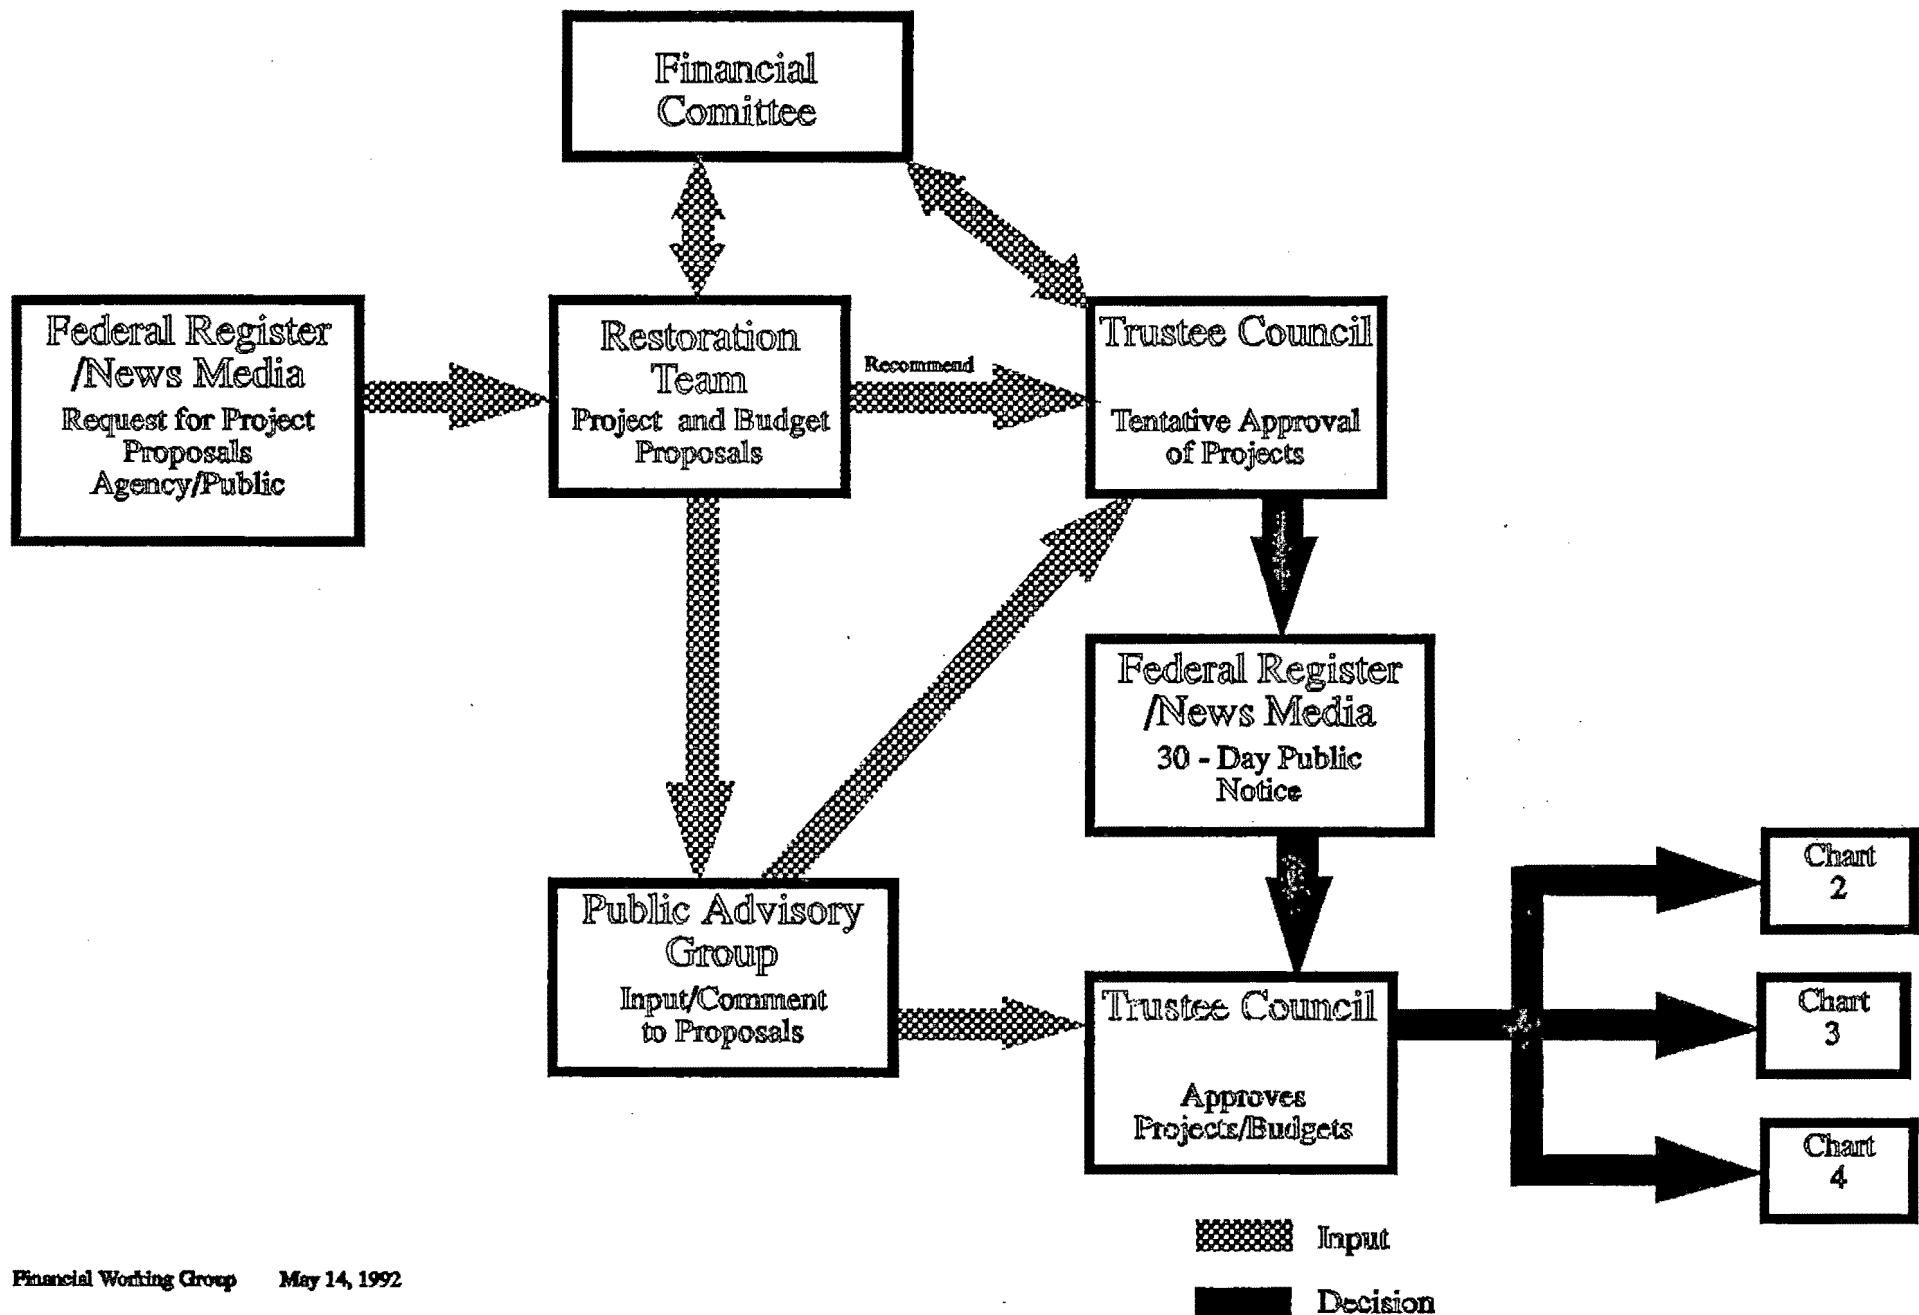 Financial
Comittee
Federal Register
/News Media
Request for Project
Proposals
Agency/Public
Restoration
Team
Project and Budget
Proposals
Recommend
Trustee Council
Tentative Approval
of Projects
Federal Register
/News Media
30 - Day Public
Notice
Public Advisory
Group
Input/Comment
to Proposals
Trustee Council
Approves
Projects/Budgets
Chart
2
Chart
3
Chart
4
Input
Decision
Financial Working Group May 14, 1992